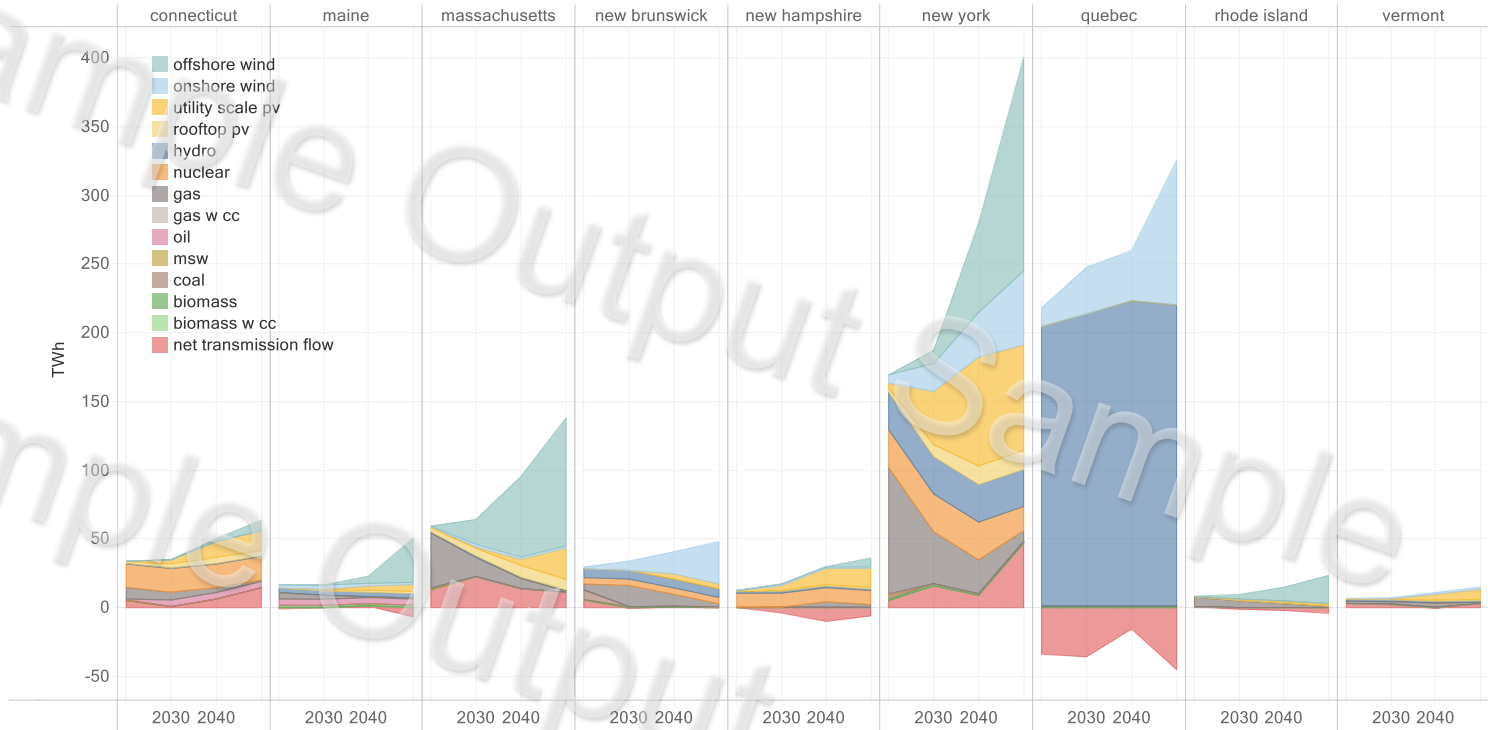 connecticut maine massachusetts new brunswick new hampshire new york quebec rhode island vermont
400
offshore wind
onshore wind
utility scale pv
350
rooftop pv
hydro
nuclear
300
gas
gas w cc
oil
250
msw
coal
biomass
biomass w cc
200
net transmission flow
TWh
150
100
50
0
-50
2030 2040 2030 2040 2030 2040 2030 2040 2030 2040 2030 2040 2030 2040 2030 2040 2030 2040
ample Output Sample
mple Output